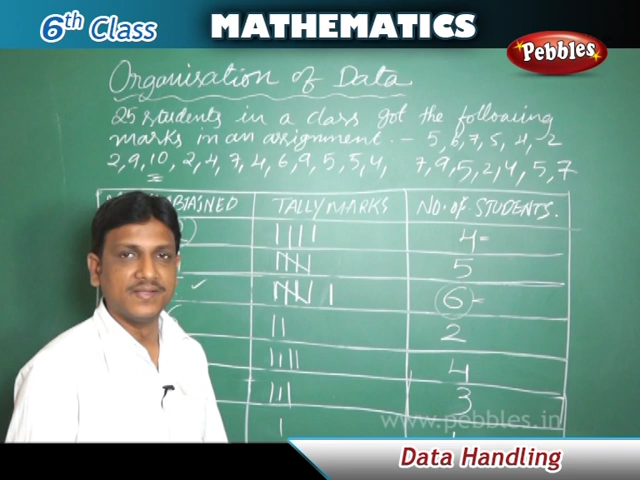 6th Class MATHEMATICS Pebbles
Organisation of Data
25 students in a class got the following
marks in an assignment. - 5, 6, 7, 5, 4, 2
2, 9, 10, 2, 4, 7, 4, 6, 9, 5, 5, 4, 7, 9, 5, 2, 4, 5, 7
TALLY MARKS NO. of. STUDENTS.
|||| 4
5
6
|| 2
|||| 4
||| 3
www.pebbles.in
Data Handling